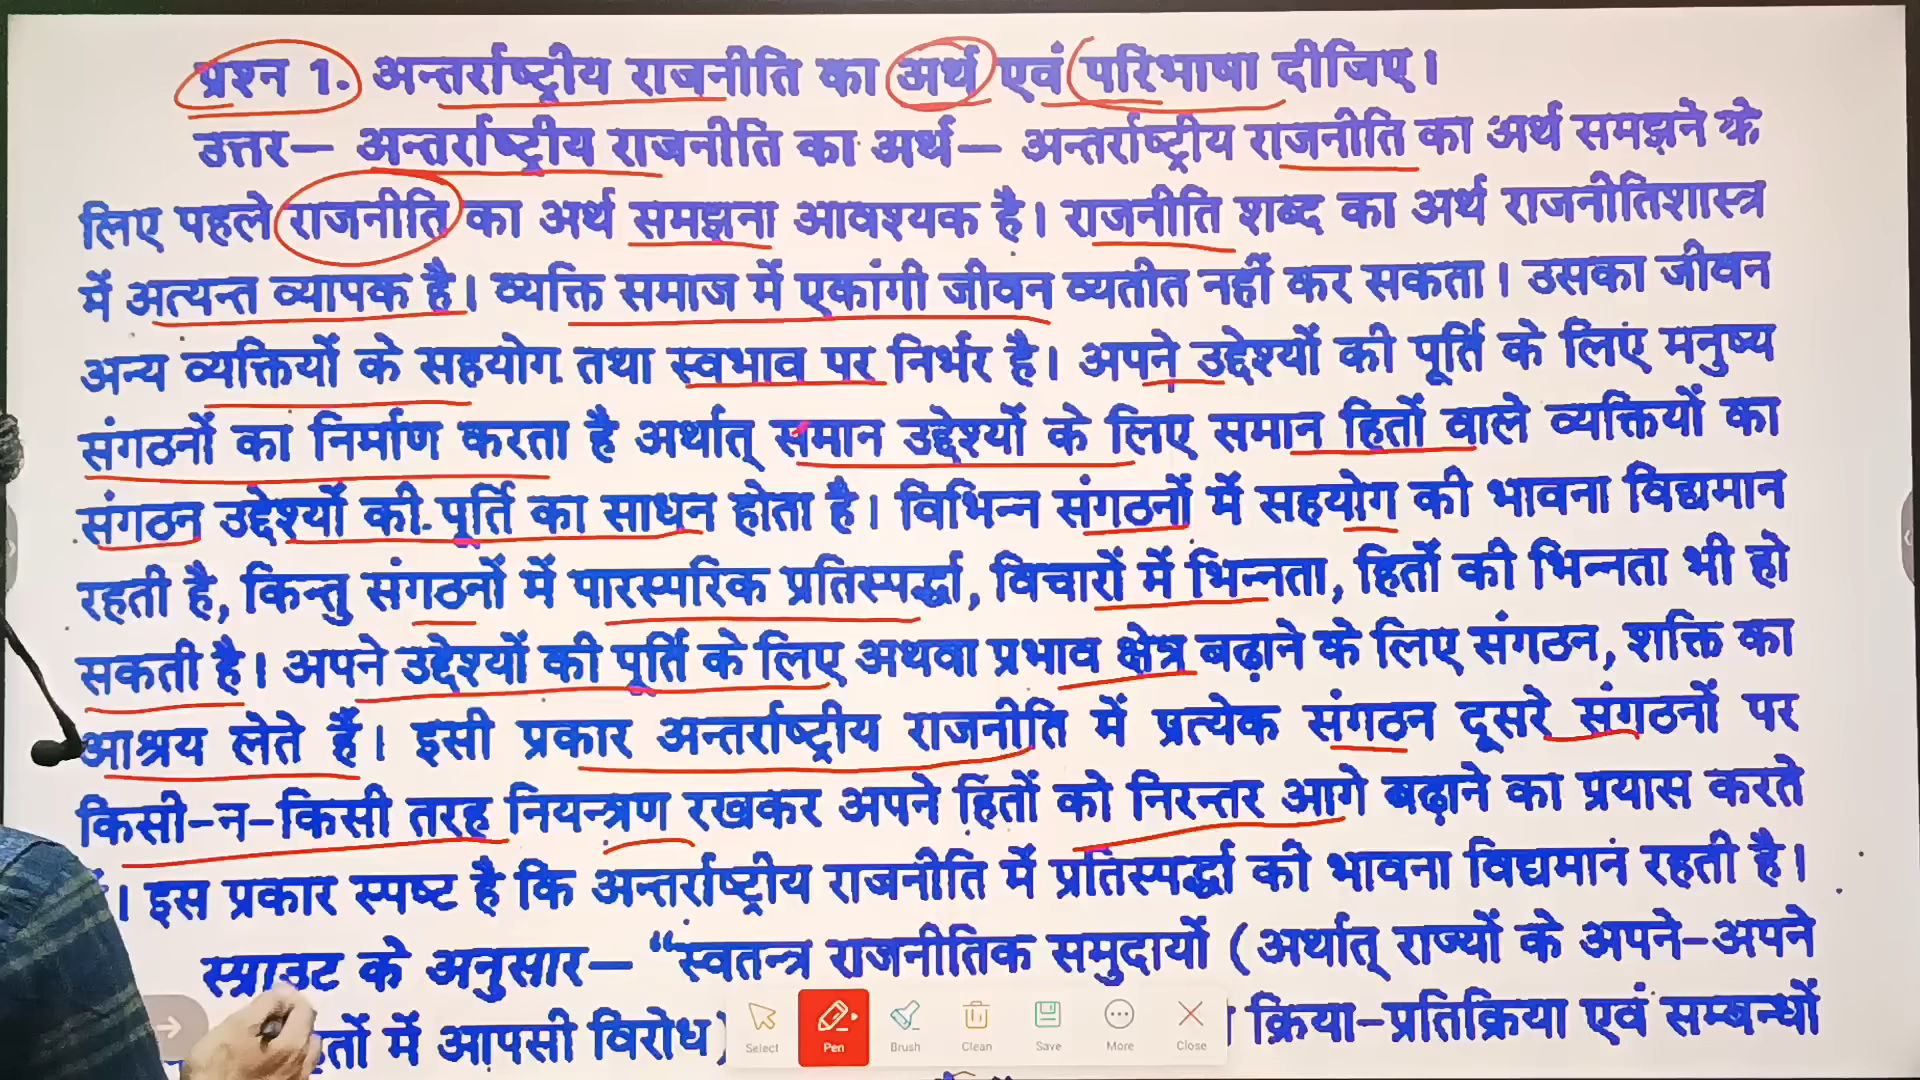 प्रश्न 1. अन्तर्राष्ट्रीय राजनीति का अर्थ एवं परिभाषा दीजिए।
उत्तर— अन्तर्राष्ट्रीय राजनीति का अर्थ— अन्तर्राष्ट्रीय राजनीति का अर्थ समझने के
लिए पहले राजनीति का अर्थ समझना आवश्यक है। राजनीति शब्द का अर्थ राजनीतिशास्त्र
में अत्यन्त व्यापक है। व्यक्ति समाज में एकांगी जीवन व्यतीत नहीं कर सकता। उसका जीवन
अन्य व्यक्तियों के सहयोग तथा स्वभाव पर निर्भर है। अपने उद्देश्यों की पूर्ति के लिए मनुष्य
संगठनों का निर्माण करता है अर्थात् समान उद्देश्यों के लिए समान हितों वाले व्यक्तियों का
संगठन उद्देश्यों की पूर्ति का साधन होता है। विभिन्न संगठनों में सहयोग की भावना विद्यमान
रहती है, किन्तु संगठनों में पारस्परिक प्रतिस्पर्द्धा, विचारों में भिन्नता, हितों की भिन्नता भी हो
सकती है। अपने उद्देश्यों की पूर्ति के लिए अथवा प्रभाव क्षेत्र बढ़ाने के लिए संगठन, शक्ति का
आश्रय लेते हैं। इसी प्रकार अन्तर्राष्ट्रीय राजनीति में प्रत्येक संगठन दूसरे संगठनों पर
किसी-न-किसी तरह नियन्त्रण रखकर अपने हितों को निरन्तर आगे बढ़ाने का प्रयास करते
। इस प्रकार स्पष्ट है कि अन्तर्राष्ट्रीय राजनीति में प्रतिस्पर्द्धा की भावना विद्यमान रहती है।
स्प्राउट के अनुसार— “स्वतन्त्र राजनीतिक समुदायों (अर्थात् राज्यों के अपने-अपने
में आपसी विरोध) क्रिया-प्रतिक्रिया एवं सम्बन्धों
Select Pen Brush Clean Save More Close